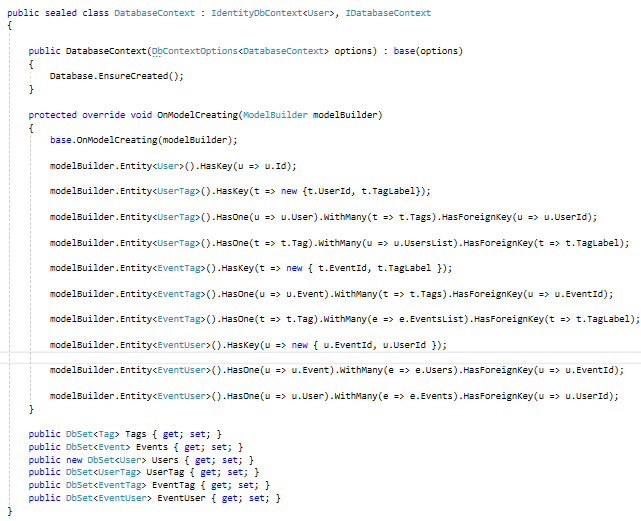 public sealed class DatabaseContext : IdentityDbContext<User>, IDatabaseContext
{
public DatabaseContext(DbContextOptions<DatabaseContext> options) : base(options)
{
Database.EnsureCreated();
}
protected override void OnModelCreating(ModelBuilder modelBuilder)
{
base.OnModelCreating(modelBuilder);
modelBuilder.Entity<User>().HasKey(u => u.Id);
modelBuilder.Entity<UserTag>().HasKey(t => new {t.UserId, t.TagLabel});
modelBuilder.Entity<UserTag>().HasOne(u => u.User).WithMany(t => t.Tags).HasForeignKey(u => u.UserId);
modelBuilder.Entity<UserTag>().HasOne(t => t.Tag).WithMany(u => u.UsersList).HasForeignKey(t => t.TagLabel);
modelBuilder.Entity<EventTag>().HasKey(t => new { t.EventId, t.TagLabel });
modelBuilder.Entity<EventTag>().HasOne(u => u.Event).WithMany(t => t.Tags).HasForeignKey(u => u.EventId);
modelBuilder.Entity<EventTag>().HasOne(t => t.Tag).WithMany(e => e.EventsList).HasForeignKey(t => t.TagLabel);
modelBuilder.Entity<EventUser>().HasKey(u => new { u.EventId, u.UserId });
modelBuilder.Entity<EventUser>().HasOne(u => u.Event).WithMany(e => e.Users).HasForeignKey(u => u.EventId);
modelBuilder.Entity<EventUser>().HasOne(u => u.User).WithMany(e => e.Events).HasForeignKey(u => u.UserId);
}
public DbSet<Tag> Tags { get; set; }
public DbSet<Event> Events { get; set; }
public new DbSet<User> Users { get; set; }
public DbSet<UserTag> UserTag { get; set; }
public DbSet<EventTag> EventTag { get; set; }
public DbSet<EventUser> EventUser { get; set; }
}